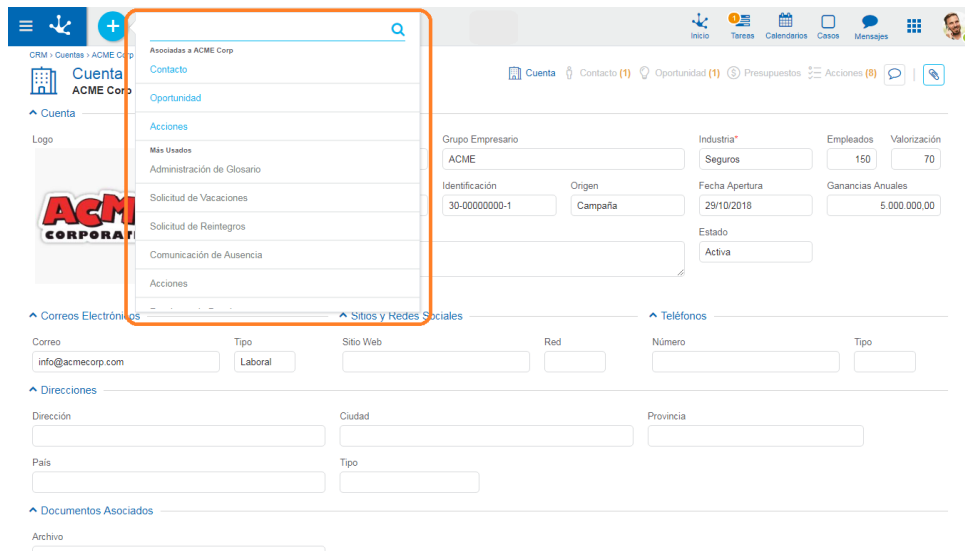 1
Inicio Tareas Calendarios Casos Mensajes
CRM > Cuentas > ACME Corp
Cuenta
ACME Corp
Cuenta Contacto (1) Oportunidad (1) Presupuestos Acciones (8)
Asociadas a ACME Corp
Contacto
Oportunidad
Acciones
Más Usados
Administración de Glosario
Solicitud de Vacaciones
Solicitud de Reintegros
Comunicación de Ausencia
Acciones
Cuenta
Logo
ACME
CORPORATI
Grupo Empresario Industria* Empleados Valorización
ACME Seguros 150 70
Identificación Origen Fecha Apertura Ganancias Anuales
30-00000000-1 Campaña 29/10/2018 5.000.000,00
Estado
Activa
Correos Electrónicos Sitios y Redes Sociales Teléfonos
Correo Tipo Sitio Web Red Número Tipo
info@acmecorp.com Laboral
Direcciones
Dirección Ciudad Provincia
País Tipo
Documentos Asociados
Archivo